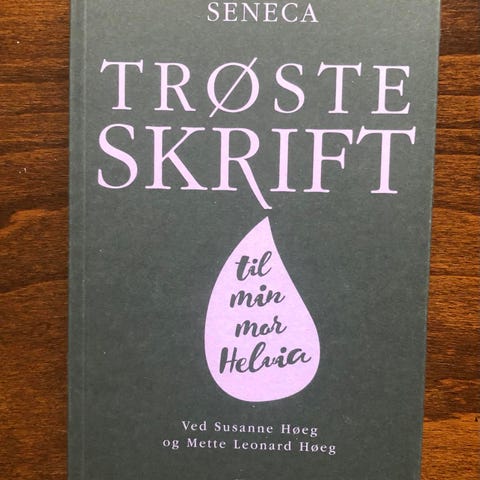 SENECA
TRØSTE
SKRIFT
til
min
mor
Helvia
Ved Susanne Høeg
og Mette Leonard Høeg